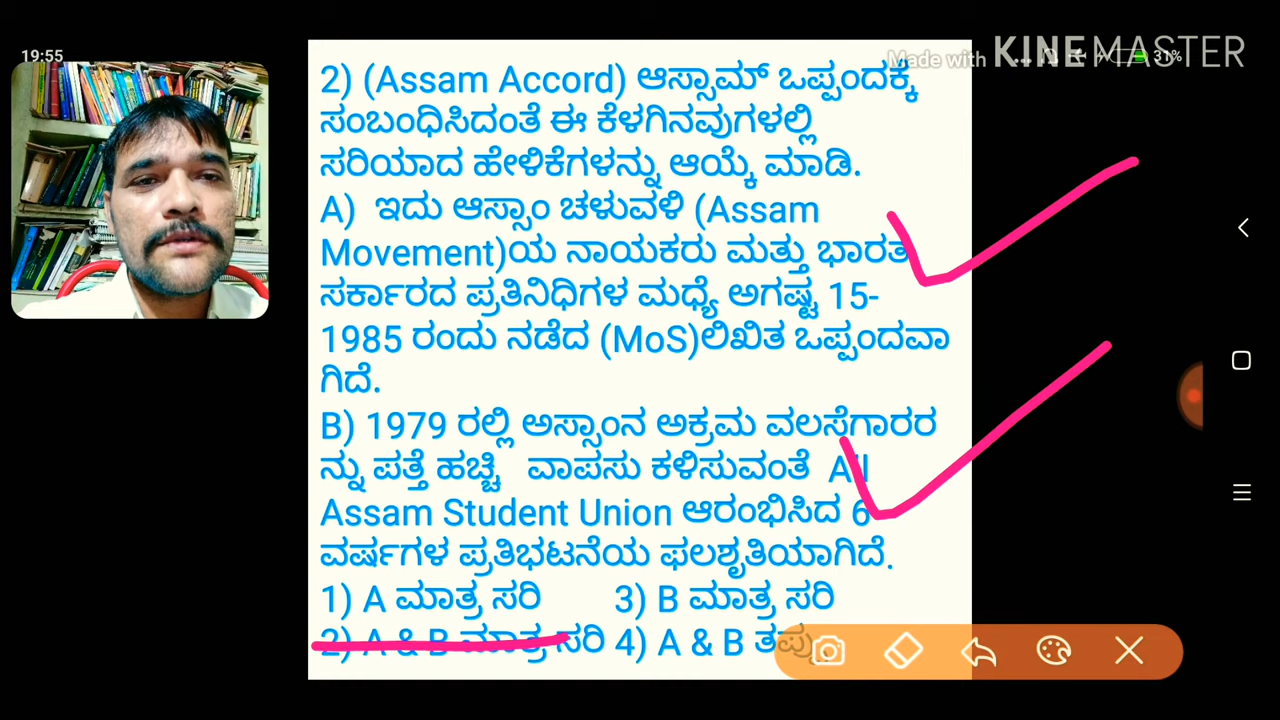 19:55
Made with KINEMASTER
31%
2) (Assam Accord) ಆಸ್ಸಾಮ್ ಒಪ್ಪಂದಕ್ಕೆ
ಸಂಬಂಧಿಸಿದಂತೆ ಈ ಕೆಳಗಿನವುಗಳಲ್ಲಿ
ಸರಿಯಾದ ಹೇಳಿಕೆಗಳನ್ನು ಆಯ್ಕೆ ಮಾಡಿ.
A) ಇದು ಆಸ್ಸಾಂ ಚಳುವಳಿ (Assam
Movement)ಯ ನಾಯಕರು ಮತ್ತು ಭಾರತ
ಸರ್ಕಾರದ ಪ್ರತಿನಿಧಿಗಳ ಮಧ್ಯೆ ಅಗಷ್ಟ 15-
1985 ರಂದು ನಡೆದ (MoS)ಲಿಖಿತ ಒಪ್ಪಂದವಾ
ಗಿದೆ.
B) 1979 ರಲ್ಲಿ ಅಸ್ಸಾಂನ ಅಕ್ರಮ ವಲಸೆಗಾರರ
ನ್ನು ಪತ್ತೆ ಹಚ್ಚಿ ವಾಪಸು ಕಳಿಸುವಂತೆ All
Assam Student Union ಆರಂಭಿಸಿದ 6
ವರ್ಷಗಳ ಪ್ರತಿಭಟನೆಯ ಫಲಶೃತಿಯಾಗಿದೆ.
1) A ಮಾತ್ರ ಸರಿ 3) B ಮಾತ್ರ ಸರಿ
2) A & B ಮಾತ್ರ ಸರಿ 4) A & B ತಪ್ಪು